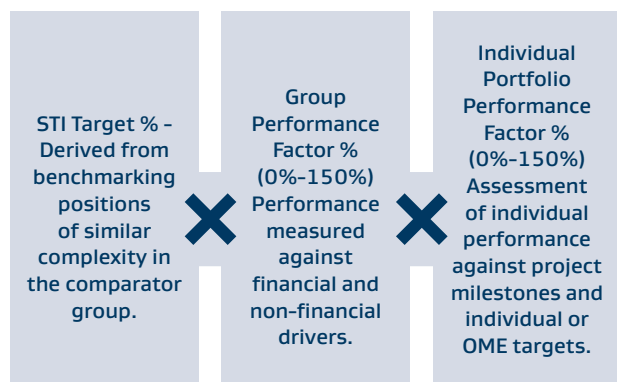 STI Target % -
Derived from
benchmarking
positions
of similar
complexity in
the comparator
group.
Group
Performance
Factor %
(0%-150%)
Performance
measured
against
financial and
non-financial
drivers.
Individual
Portfolio
Performance
Factor %
(0%-150%)
Assessment
of individual
performance
against project
milestones and
individual or
OME targets.